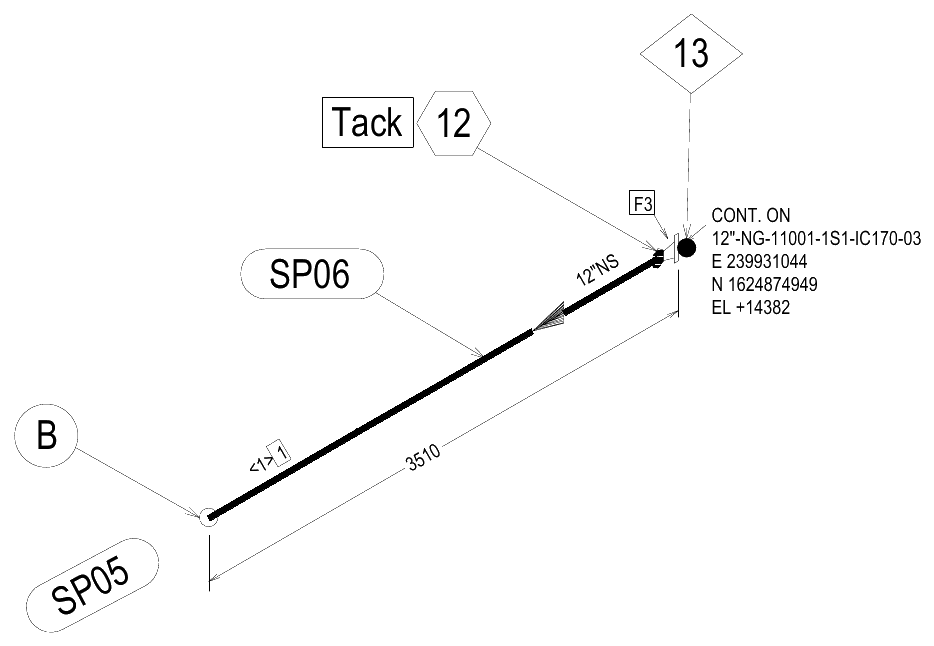 13
Tack
12
F3
CONT. ON
12"-NG-11001-1S1-IC170-03
E 239931044
N 1624874949
EL +14382
12"NS
SP06
B
<1> 1
3510
SP05